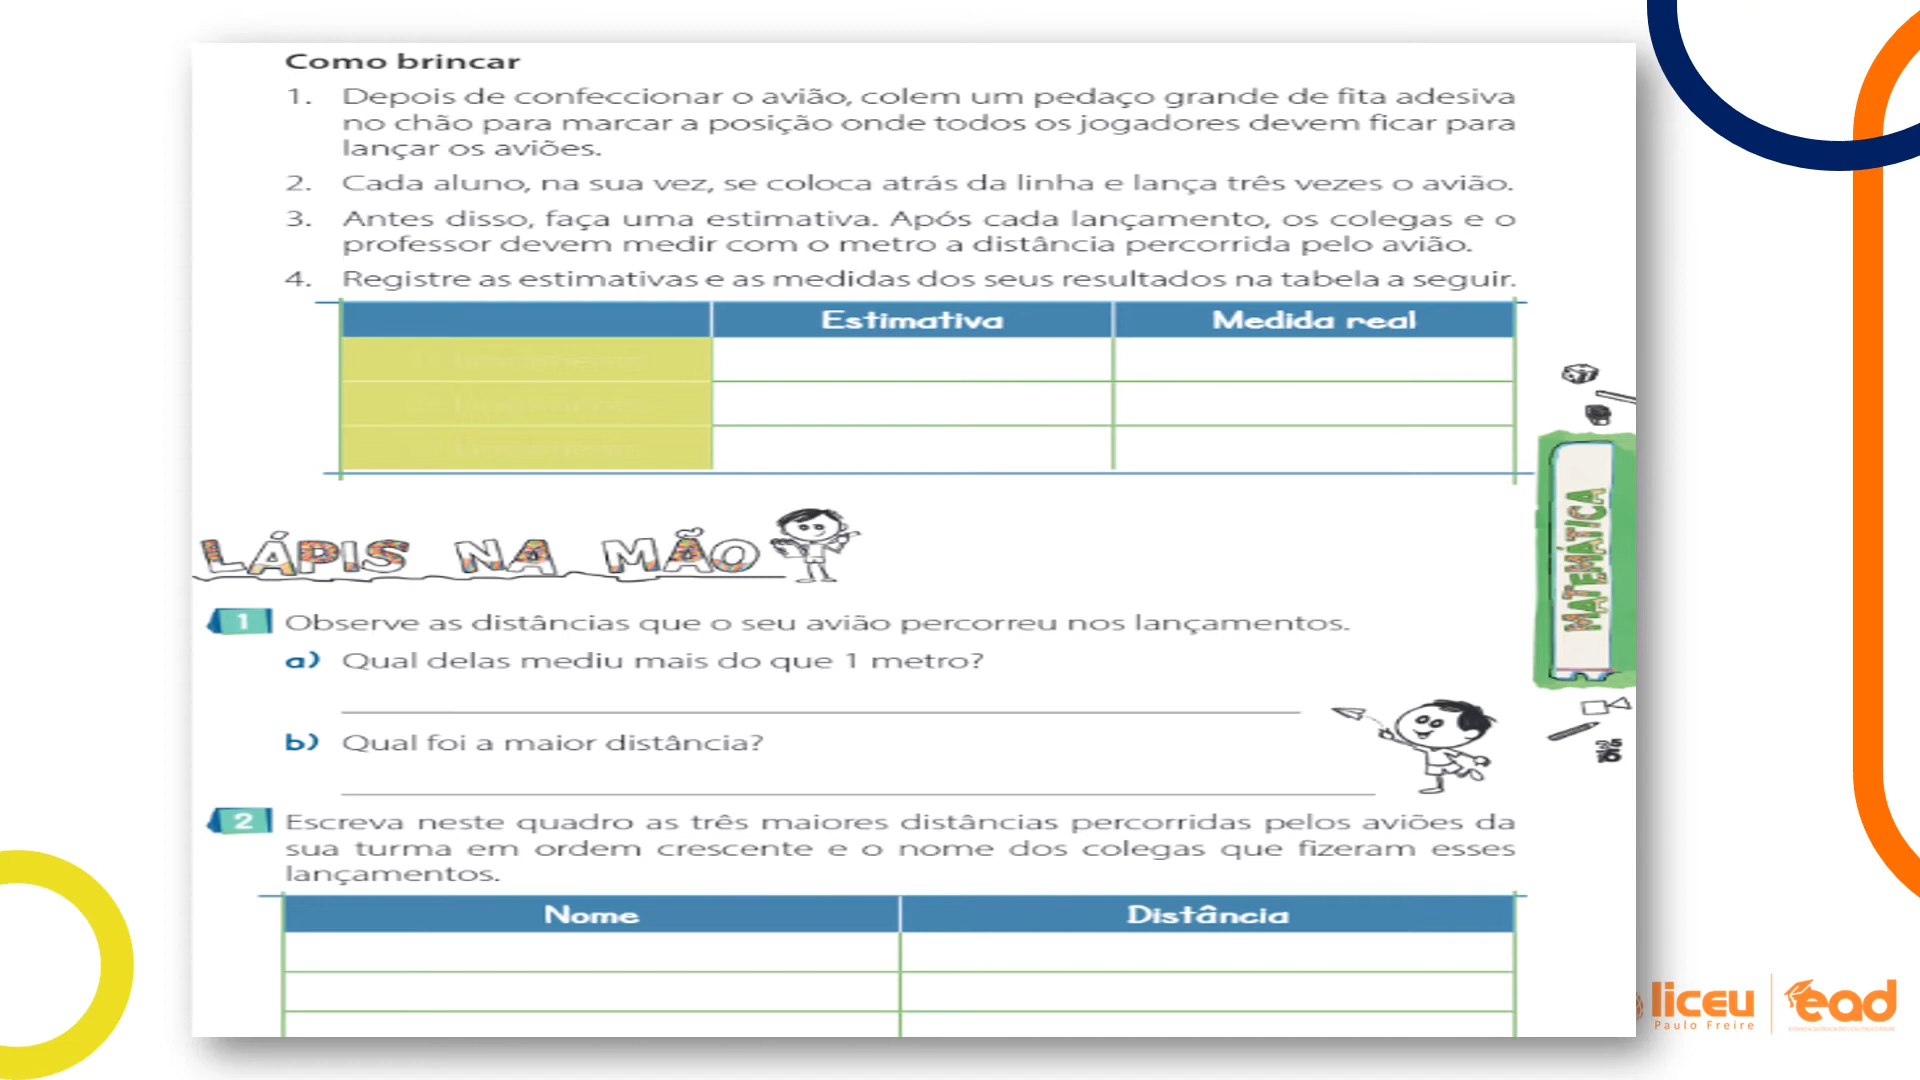 Como brincar
1. Depois de confeccionar o avião, colem um pedaço grande de fita adesiva
no chão para marcar a posição onde todos os jogadores devem ficar para
lançar os aviões.
2. Cada aluno, na sua vez, se coloca atrás da linha e lança três vezes o avião.
3. Antes disso, faça uma estimativa. Após cada lançamento, os colegas e o
professor devem medir com o metro a distância percorrida pelo avião.
4. Registre as estimativas e as medidas dos seus resultados na tabela a seguir.
Estimativa Medida real
MATEMÁTICA
LÁPIS NA MÃO
1 Observe as distâncias que o seu avião percorreu nos lançamentos.
a) Qual delas mediu mais do que 1 metro?
b) Qual foi a maior distância?
2 Escreva neste quadro as três maiores distâncias percorridas pelos aviões da
sua turma em ordem crescente e o nome dos colegas que fizeram esses
lançamentos.
Nome Distância
liceu
Paulo Freire
ead